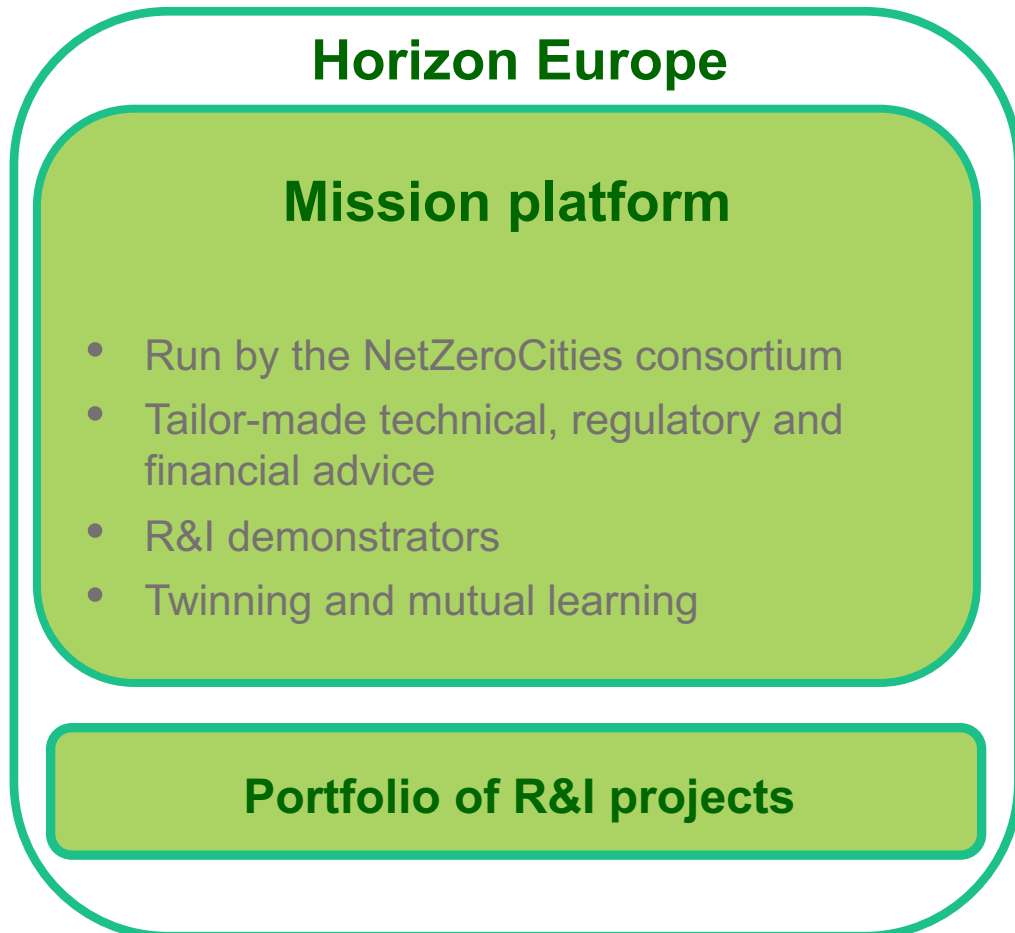 Horizon Europe
Mission platform
• Run by the NetZeroCities consortium
• Tailor-made technical, regulatory and
financial advice
• R&I demonstrators
• Twinning and mutual learning
Portfolio of R&I projects